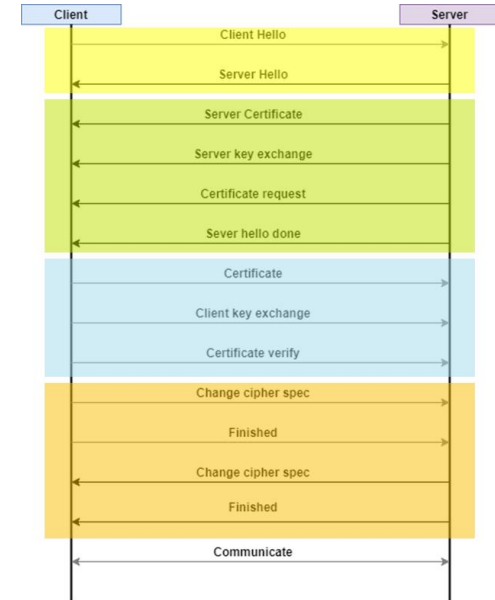 Client Server
Client Hello
Server Hello
Server Certificate
Server key exchange
Certificate request
Sever hello done
Certificate
Client key exchange
Certificate verify
Change cipher spec
Finished
Change cipher spec
Finished
Communicate